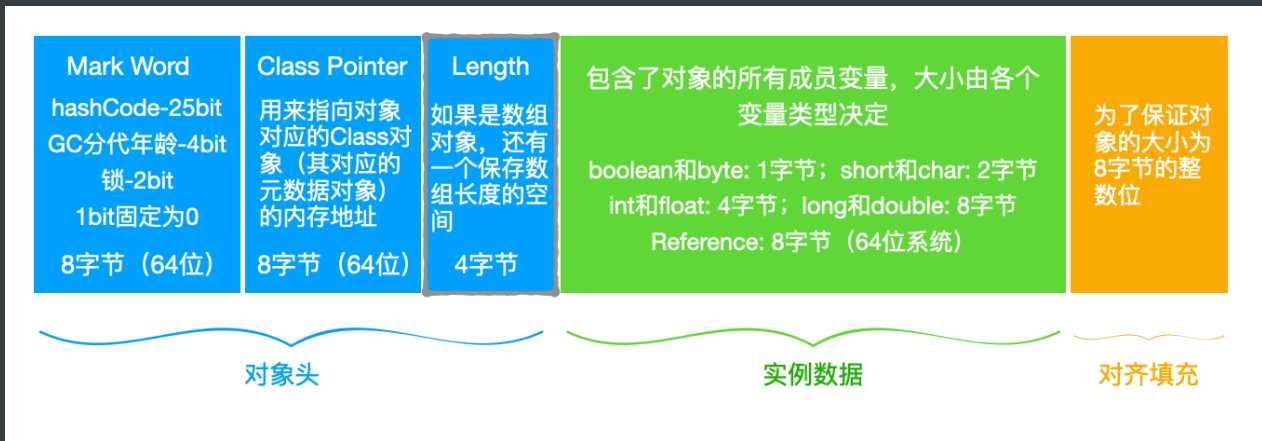 Mark Word
hashCode-25bit
GC分代年龄-4bit
锁-2bit
1bit固定为0
8字节（64位）
Class Pointer
用来指向对象
对应的Class对
象（其对应的
元数据对象）
的内存地址
8字节（64位）
Length
如果是数组
对象，还有
一个保存数
组长度的空
间
4字节
包含了对象的所有成员变量，大小由各个
变量类型决定
boolean和byte: 1字节；short和char: 2字节
int和float: 4字节；long和double: 8字节
Reference: 8字节（64位系统）
为了保证对
象的大小为
8字节的整
数位
对象头
实例数据
对齐填充